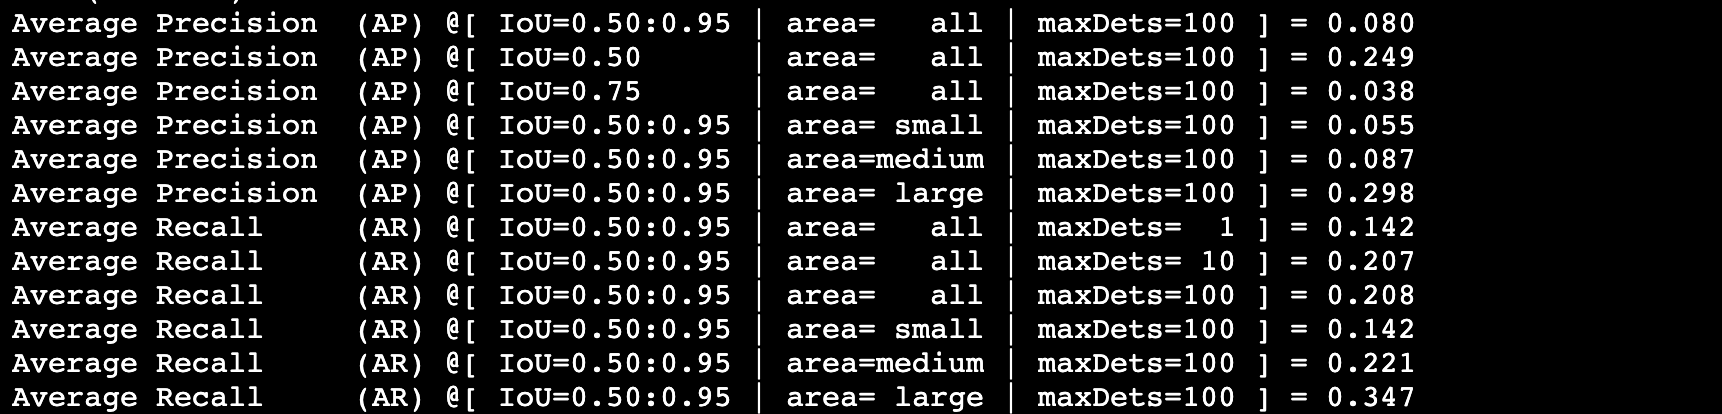 Average Precision  (AP) @[ IoU=0.50:0.95 | area=   all | maxDets=100 ] = 0.080
Average Precision  (AP) @[ IoU=0.50      | area=   all | maxDets=100 ] = 0.249
Average Precision  (AP) @[ IoU=0.75      | area=   all | maxDets=100 ] = 0.038
Average Precision  (AP) @[ IoU=0.50:0.95 | area= small | maxDets=100 ] = 0.055
Average Precision  (AP) @[ IoU=0.50:0.95 | area=medium | maxDets=100 ] = 0.087
Average Precision  (AP) @[ IoU=0.50:0.95 | area= large | maxDets=100 ] = 0.298
Average Recall     (AR) @[ IoU=0.50:0.95 | area=   all | maxDets=  1 ] = 0.142
Average Recall     (AR) @[ IoU=0.50:0.95 | area=   all | maxDets= 10 ] = 0.207
Average Recall     (AR) @[ IoU=0.50:0.95 | area=   all | maxDets=100 ] = 0.208
Average Recall     (AR) @[ IoU=0.50:0.95 | area= small | maxDets=100 ] = 0.142
Average Recall     (AR) @[ IoU=0.50:0.95 | area=medium | maxDets=100 ] = 0.221
Average Recall     (AR) @[ IoU=0.50:0.95 | area= large | maxDets=100 ] = 0.347